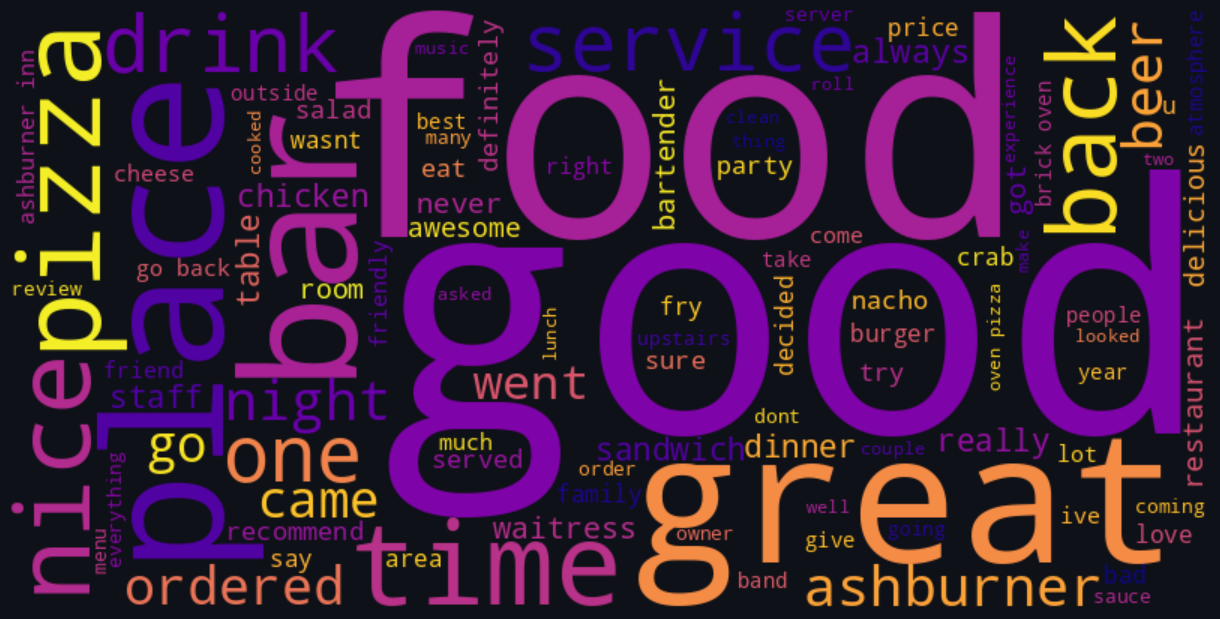 food
good
great
place
bar
pizza
nice
time
back
drink
service
beer
always
price
server
music
definitely
roll
ashburner inn
outside
salad
wasnt
cooked
cheese
chicken
table
go back
room
review
friendly
best
many
eat
never
awesome
right
bartender
clean
thing
party
experience
got
brick oven
u
atmosphere
two
delicious
come
take
crab
make
asked
lunch
fry
upstairs
sure
decided
nacho
burger
try
oven pizza
people
looked
year
restaurant
friend
staff
night
went
go
one
much
served
dont
sandwich
dinner
couple
really
lot
order
family
came
everything
menu
recommend
say
area
waitress
owner
well
give
going
ive
coming
love
ordered
band
ashburner
bad
sauce